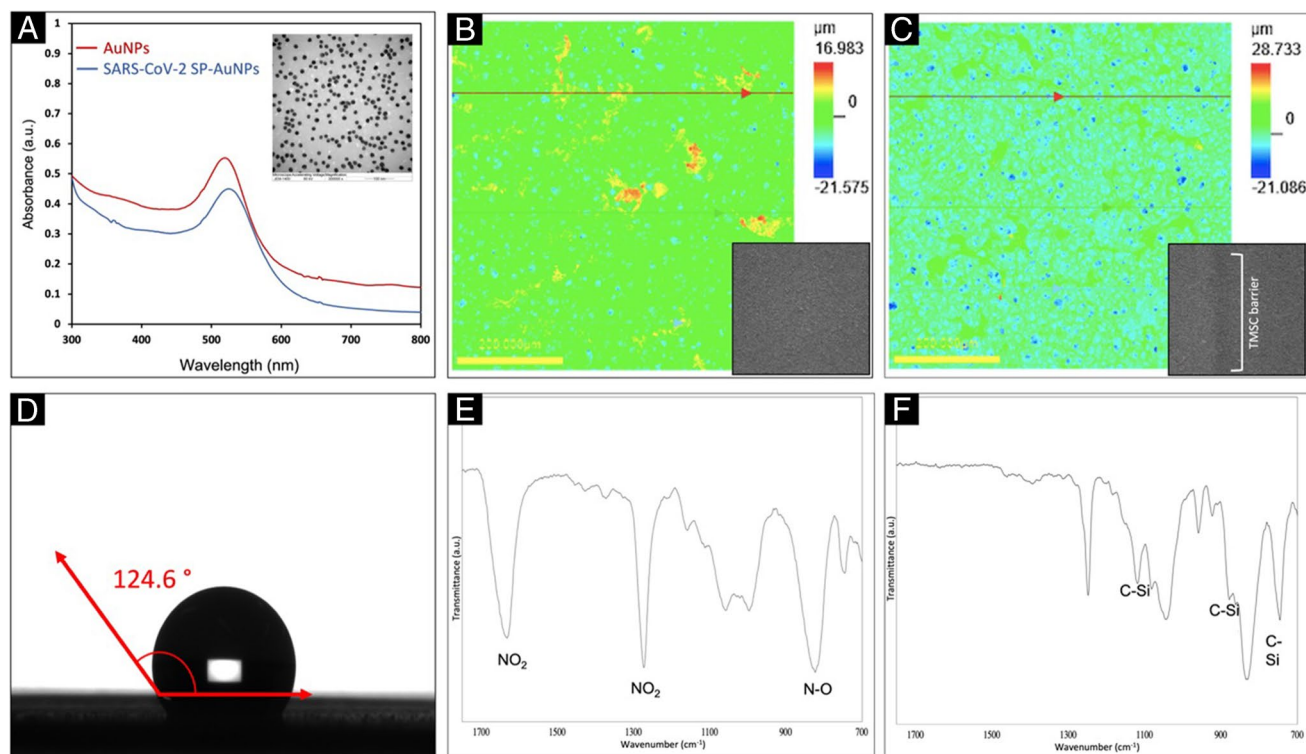 A
1
0.9
0.8
0.7
0.6
0.5
0.4
0.3
0.2
0.1
0
Absorbance (a.u.)
AuNPs
SARS-CoV-2 SP-AuNPs
300 400 500 600 700 800
Wavelength (nm)
B
µm
16.983
0
-21.575
C
µm
28.733
0
-21.086
TMSC barrier
D
124.6 °
E
Transmittance (a.u.)
NO₂
NO₂
N-O
1700 1500 1300 1100 900 700
Wavenumber (cm⁻¹)
F
Transmittance (a.u.)
C-Si
C-Si
C-
Si
1700 1500 1300 1100 900 700
Wavenumber (cm⁻¹)